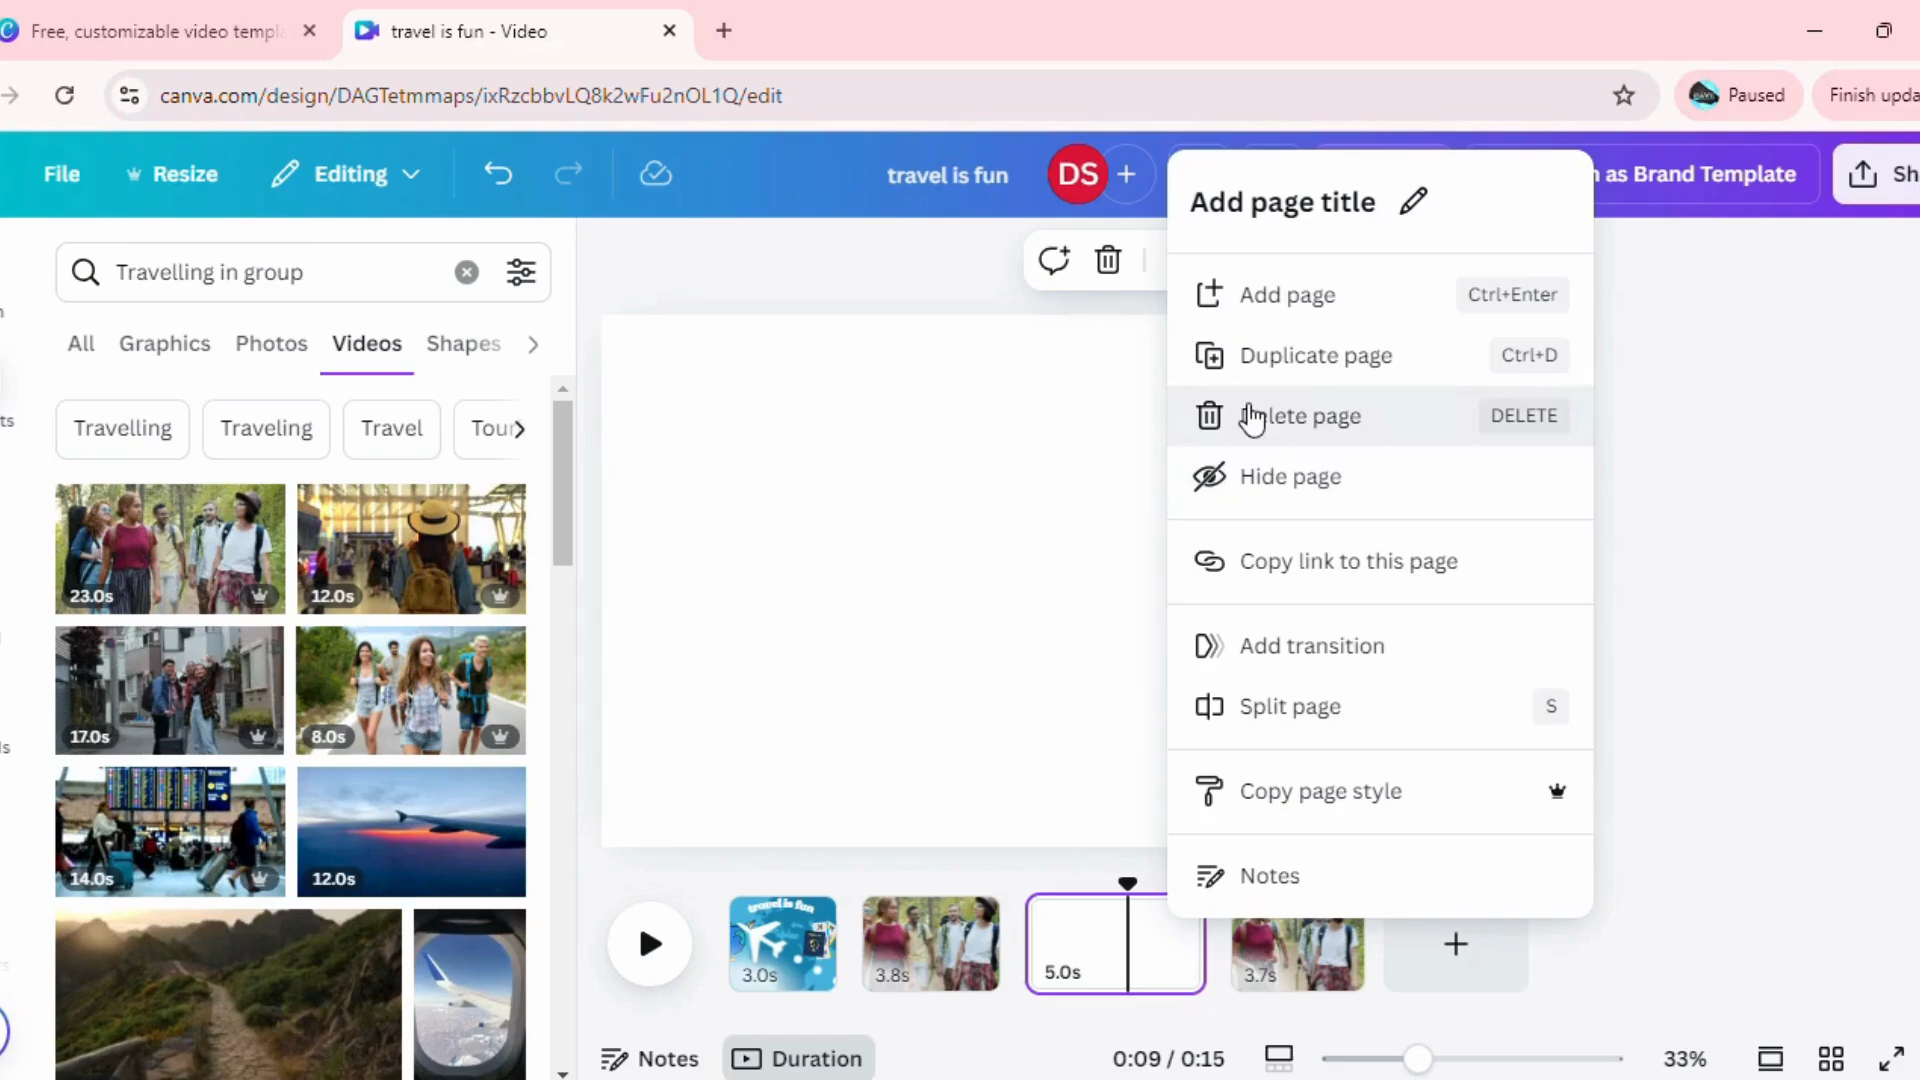 Free, customizable video templ
travel is fun - Video
canva.com/design/DAGTetmmaps/ixRzcbbvLQ8k2wFu2nOL1Q/edit
Paused
Finish upda
File
Resize
Editing
travel is fun
DS
as Brand Template
Sh
Travelling in group
All
Graphics
Photos
Videos
Shapes
Travelling
Traveling
Travel
Tour
23.0s
12.0s
17.0s
8.0s
14.0s
12.0s
Add page title
Add page
Ctrl+Enter
Duplicate page
Ctrl+D
lete page
DELETE
Hide page
Copy link to this page
Add transition
Split page
S
Copy page style
Notes
travel is fun
3.0s
3.8s
5.0s
3.7s
Notes
Duration
0:09 / 0:15
33%